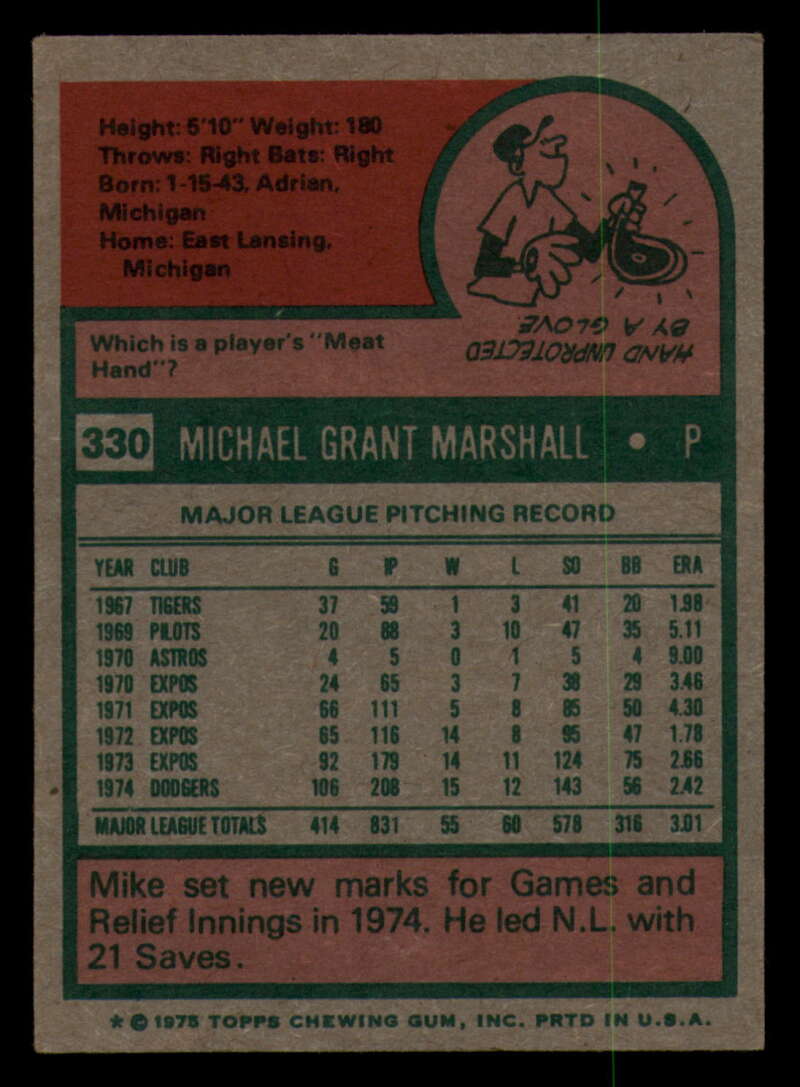 Height: 5'10" Weight: 180
Throws: Right Bats: Right
Born: 1-15-43, Adrian,
Michigan
Home: East Lansing,
Michigan
Which is a player's "Meat
Hand"?
HAND UNPROTECTED
BY A GLOVE.
330 MICHAEL GRANT MARSHALL • P
MAJOR LEAGUE PITCHING RECORD
YEAR CLUB G IP W L SO BB ERA
1967 TIGERS 37 59 1 3 41 20 1.98
1969 PILOTS 20 88 3 10 47 35 5.11
1970 ASTROS 4 5 0 1 5 4 9.00
1970 EXPOS 24 65 3 7 38 29 3.46
1971 EXPOS 66 111 5 8 85 50 4.30
1972 EXPOS 65 116 14 8 95 47 1.78
1973 EXPOS 92 179 14 11 124 75 2.66
1974 DODGERS 106 208 15 12 143 56 2.42
MAJOR LEAGUE TOTALS 414 831 55 60 578 316 3.01
Mike set new marks for Games and
Relief Innings in 1974. He led N.L. with
21 Saves.
* © 1975 TOPPS CHEWING GUM, INC. PRTD IN U.S.A.